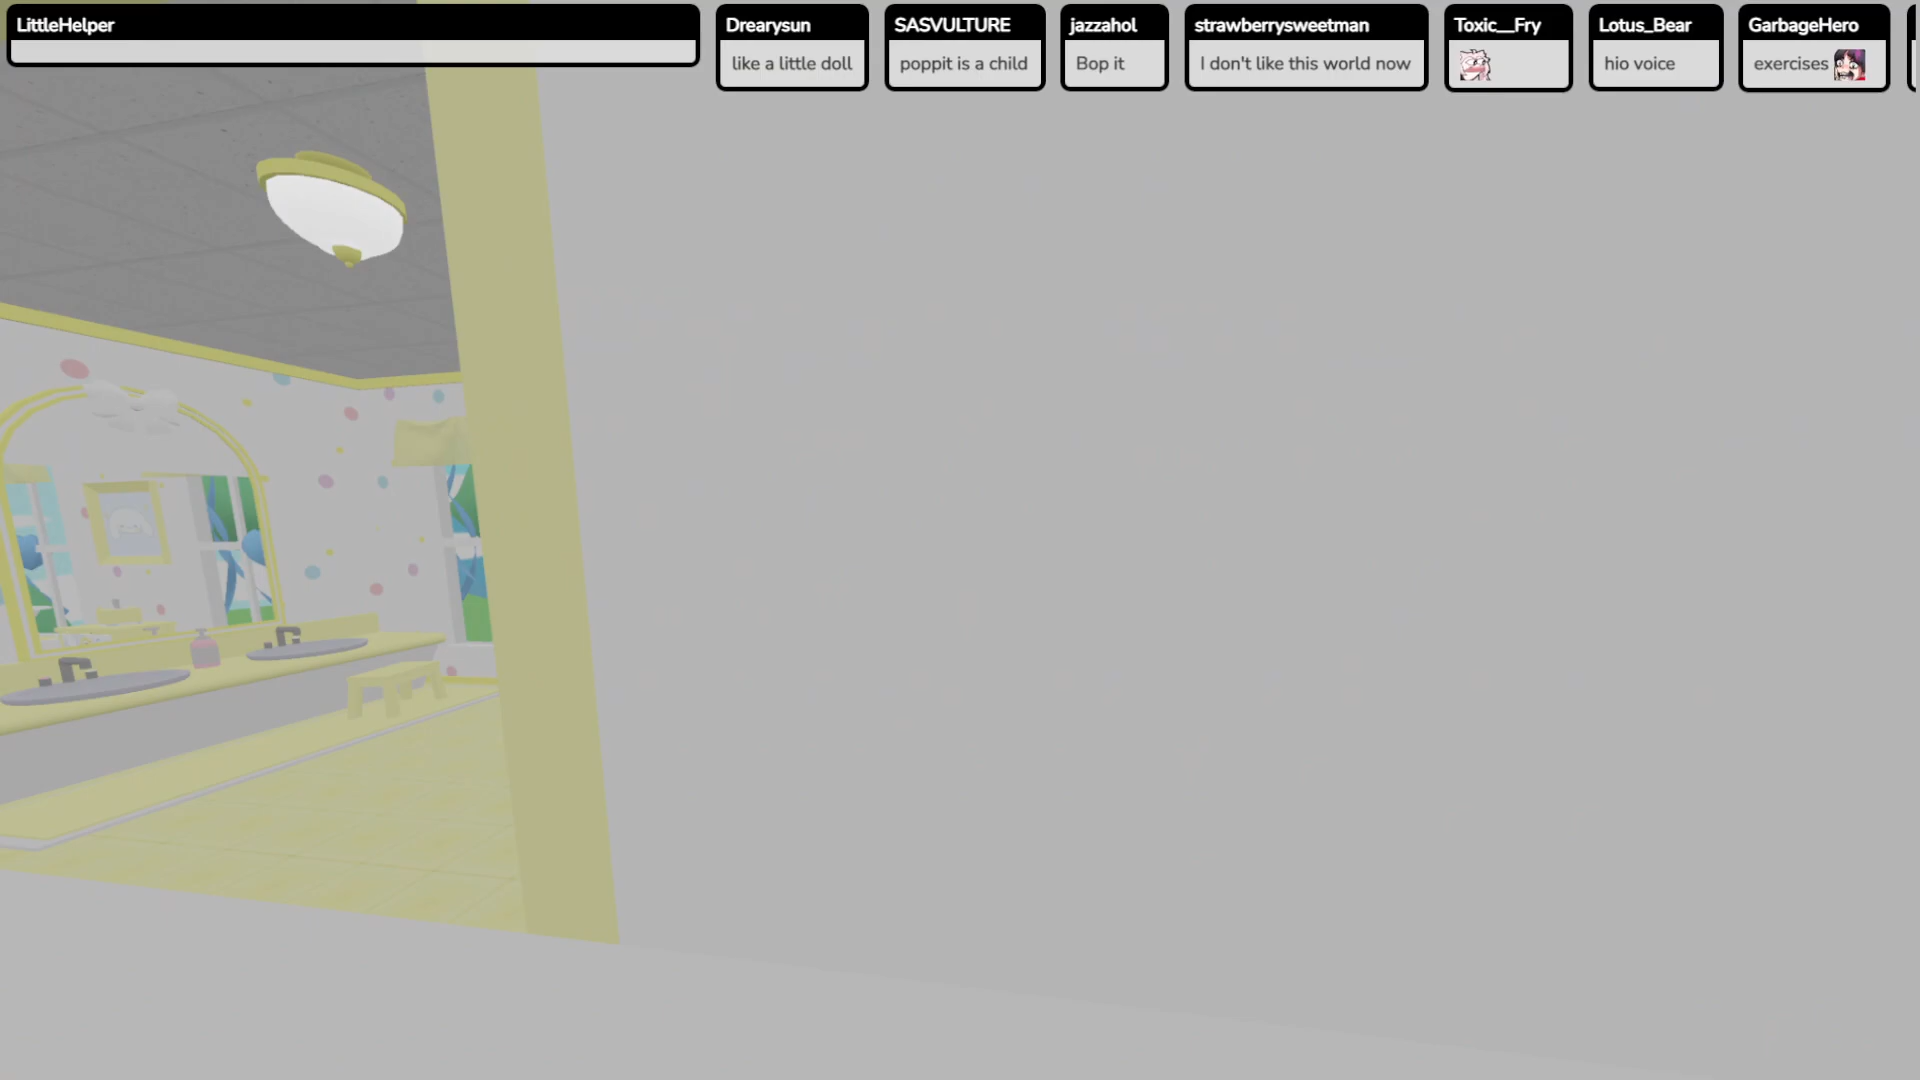 LittleHelper
Drearysun
like a little doll
SASVULTURE
poppit is a child
jazzahol
Bop it
strawberrysweetman
I don't like this world now
Toxic__Fry
Lotus_Bear
hio voice
GarbageHero
exercises